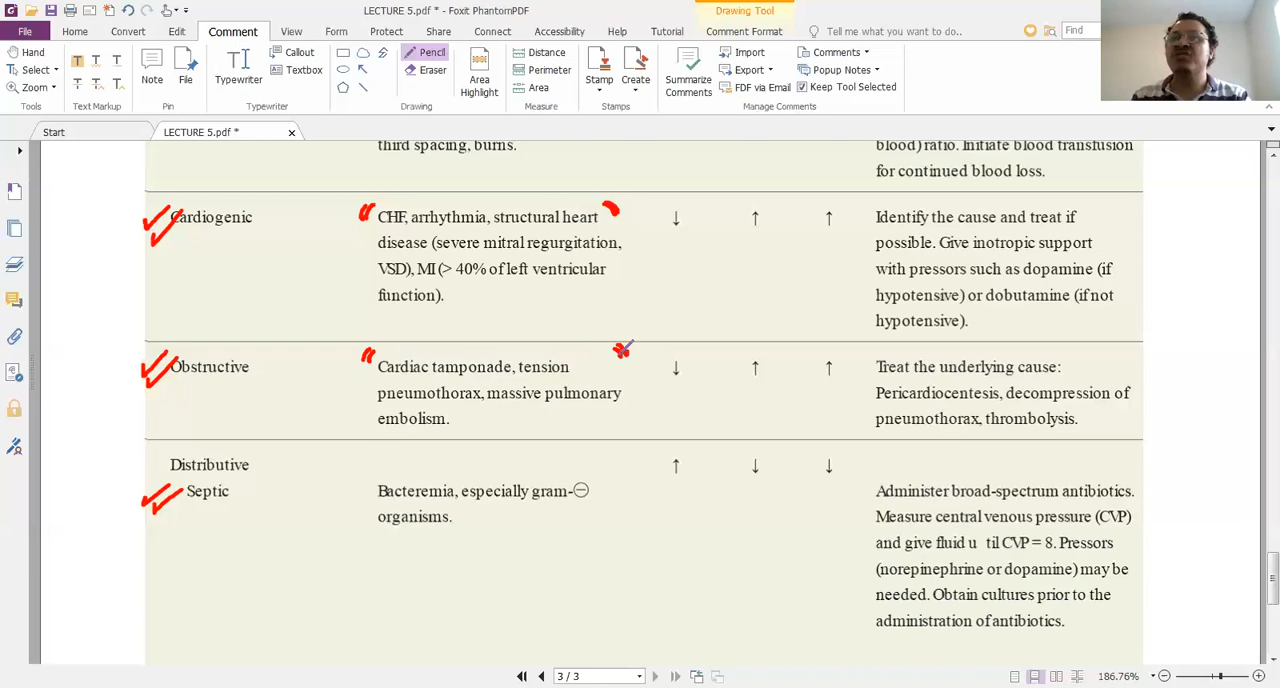 LECTURE 5.pdf * - Foxit PhantomPDF
Drawing Tool
File Home Convert Edit Comment View Form Protect Share Connect Accessibility Help Tutorial Comment Format Tell me what you want to do.. Find
Hand
Select
Zoom
Tools
Text Markup
Note
File
Pin
Typewriter
Callout
Textbox
Typewriter
Pencil
Eraser
Drawing
Area
Highlight
Distance
Perimeter
Area
Measure
Stamp
Create
Stamps
Summarize
Comments
Import
Export
FDF via Email
Comments
Popup Notes
Keep Tool Selected
Manage Comments
Start
LECTURE 5.pdf *
third spacing, burns.
blood) ratio. Initiate blood transfusion
for continued blood loss.
Cardiogenic
CHF, arrhythmia, structural heart
disease (severe mitral regurgitation,
VSD), MI (> 40% of left ventricular
function).
↓ ↑ ↑
Identify the cause and treat if
possible. Give inotropic support
with pressors such as dopamine (if
hypotensive) or dobutamine (if not
hypotensive).
Obstructive
Cardiac tamponade, tension
pneumothorax, massive pulmonary
embolism.
↓ ↑ ↑
Treat the underlying cause:
Pericardiocentesis, decompression of
pneumothorax, thrombolysis.
Distributive
↑ ↓ ↓
Septic
Bacteremia, especially gram-⊖
organisms.
Administer broad-spectrum antibiotics.
Measure central venous pressure (CVP)
and give fluid u til CVP = 8. Pressors
(norepinephrine or dopamine) may be
needed. Obtain cultures prior to the
administration of antibiotics.
3 / 3
186.76%